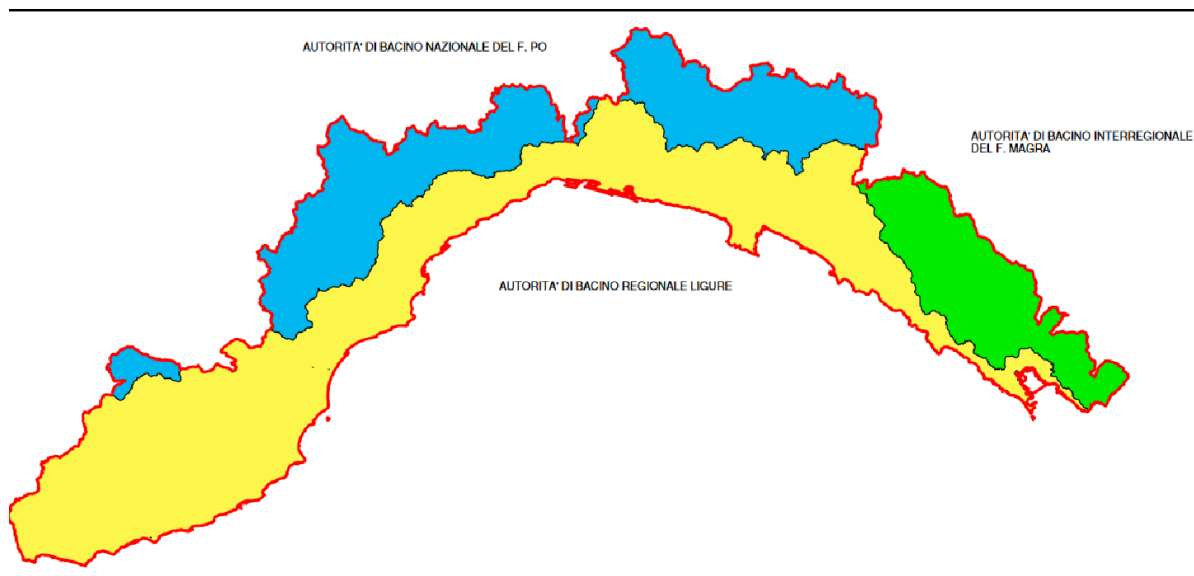 AUTORITA' DI BACINO NAZIONALE DEL F. PO
AUTORITA' DI BACINO INTERREGIONALE
DEL F. MAGRA
AUTORITA' DI BACINO REGIONALE LIGURE